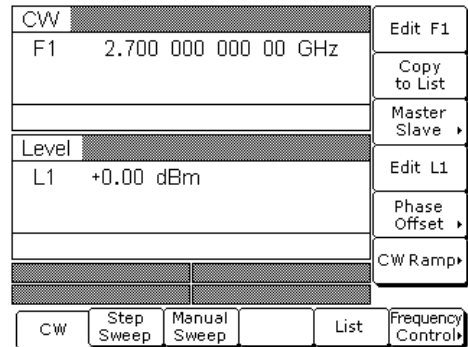 CW
F1 2.700 000 000 00 GHz
Level
L1 +0.00 dBm
Edit F1
Copy
to List
Master
Slave
Edit L1
Phase
Offset
CW Ramp
CW
Step
Sweep
Manual
Sweep
List
Frequency
Control